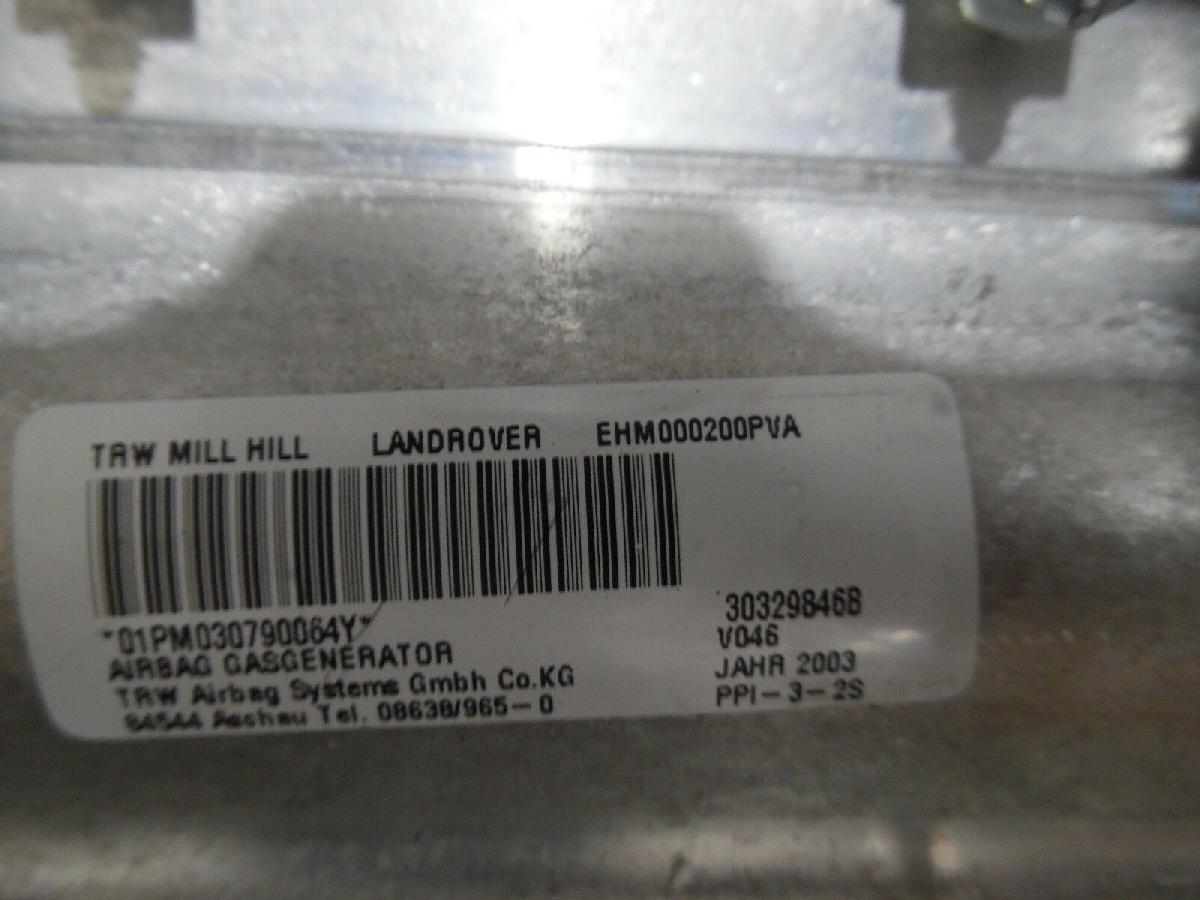 TRW MILL HILL LANDROVER EHM000200PVA
*01PM030790064Y*
303298468
AIRBAG GASGENERATOR
V046
TRW Airbag Systems Gmbh Co.KG
JAHR 2003
84544 Aschau Tel. 08638/965-0
PPI-3-2S